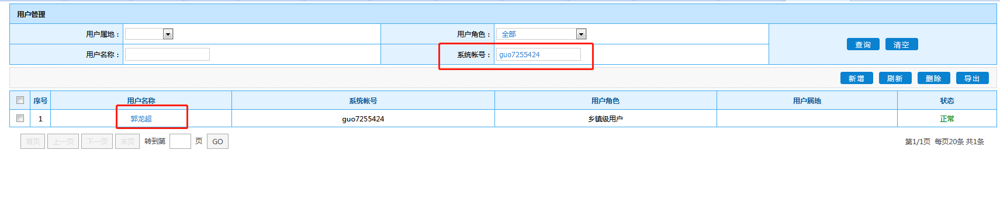 用户管理
用户属地： 用户角色： 全部
查询 清空
用户名称： 系统帐号： guo7255424
新增 刷新 删除 导出
序号 用户名称 系统帐号 用户角色 用户属地 状态
1 郭龙超 guo7255424 乡镇级用户 正常
首页 上一页 下一页 末页 转到第 页 GO 第1/1页 每页20条 共1条